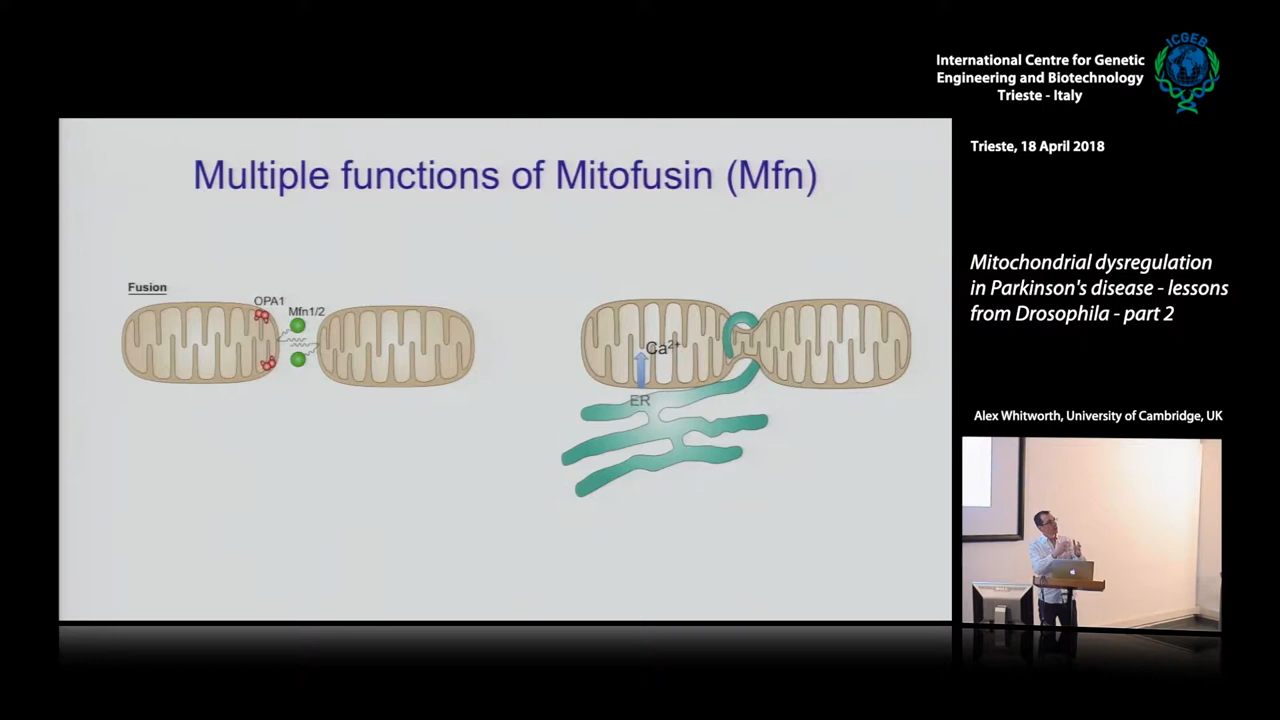 ICGEB
International Centre for Genetic
Engineering and Biotechnology
Trieste - Italy
Trieste, 18 April 2018
Multiple functions of Mitofusin (Mfn)
Fusion
OPA1
Mfn1/2
Ca2+
ER
Mitochondrial dysregulation
in Parkinson's disease - lessons
from Drosophila - part 2
Alex Whitworth, University of Cambridge, UK